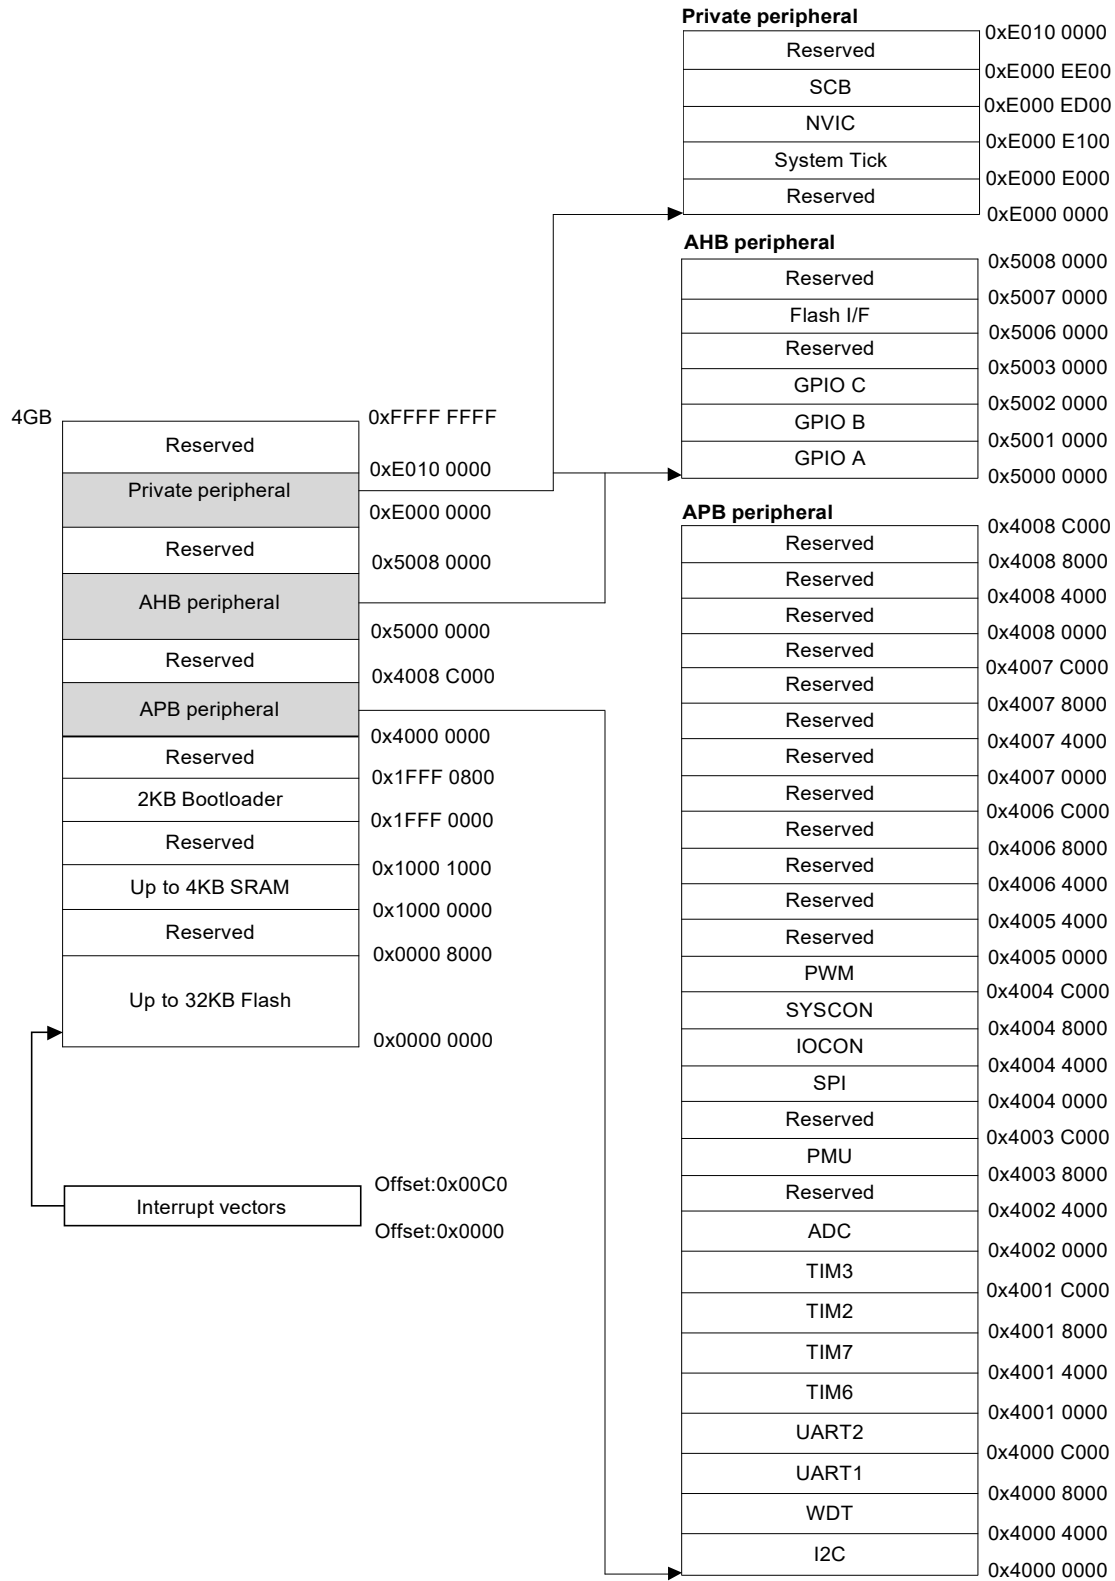 Private peripheral
0xE010 0000
Reserved
0xE000 EE00
SCB
0xE000 ED00
NVIC
0xE000 E100
System Tick
0xE000 E000
Reserved
0xE000 0000
AHB peripheral
0x5008 0000
Reserved
0x5007 0000
Flash I/F
0x5006 0000
Reserved
0x5003 0000
GPIO C
0x5002 0000
GPIO B
0x5001 0000
GPIO A
0x5000 0000
4GB
0xFFFF FFFF
Reserved
0xE010 0000
Private peripheral
0xE000 0000
Reserved
0x5008 0000
AHB peripheral
0x5000 0000
Reserved
0x4008 C000
APB peripheral
0x4000 0000
Reserved
0x1FFF 0800
2KB Bootloader
0x1FFF 0000
Reserved
0x1000 1000
Up to 4KB SRAM
0x1000 0000
Reserved
0x0000 8000
Up to 32KB Flash
0x0000 0000
Offset:0x00C0
Interrupt vectors
Offset:0x0000
APB peripheral
0x4008 C000
Reserved
0x4008 8000
Reserved
0x4008 4000
Reserved
0x4008 0000
Reserved
0x4007 C000
Reserved
0x4007 8000
Reserved
0x4007 4000
Reserved
0x4007 0000
Reserved
0x4006 C000
Reserved
0x4006 8000
Reserved
0x4006 4000
Reserved
0x4005 4000
Reserved
0x4005 0000
PWM
0x4004 C000
SYSCON
0x4004 8000
IOCON
0x4004 4000
SPI
0x4004 0000
Reserved
0x4003 C000
PMU
0x4003 8000
Reserved
0x4002 4000
ADC
0x4002 0000
TIM3
0x4001 C000
TIM2
0x4001 8000
TIM7
0x4001 4000
TIM6
0x4001 0000
UART2
0x4000 C000
UART1
0x4000 8000
WDT
0x4000 4000
I2C
0x4000 0000